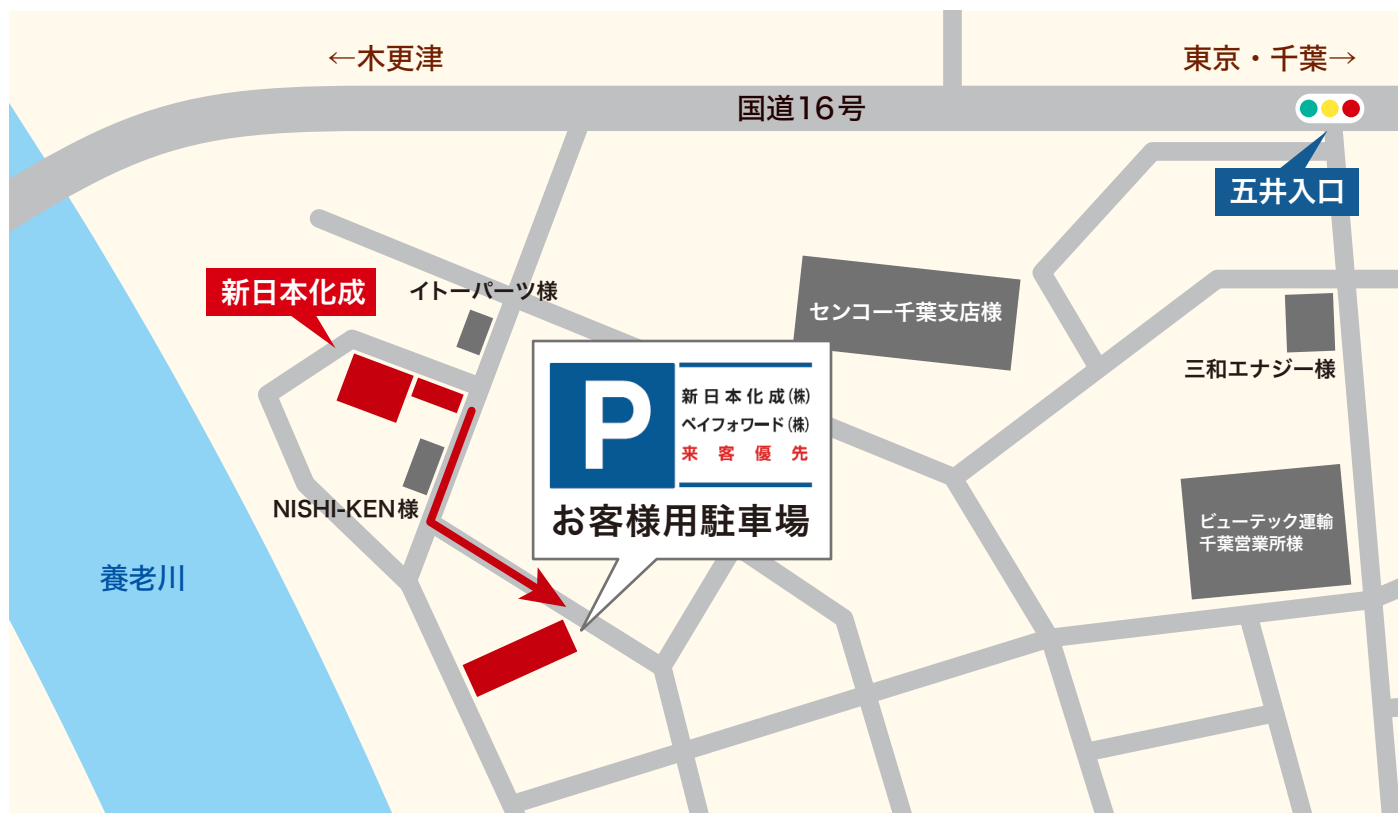 ←木更津
東京・千葉→
国道16号
五井入口
新日本化成
イトーパーツ様
センコー千葉支店様
三和エナジー様
P
新日本化成(株)
ペイフォワード(株)
来客優先
お客様用駐車場
NISHI-KEN様
ビューテック運輸
千葉営業所様
養老川